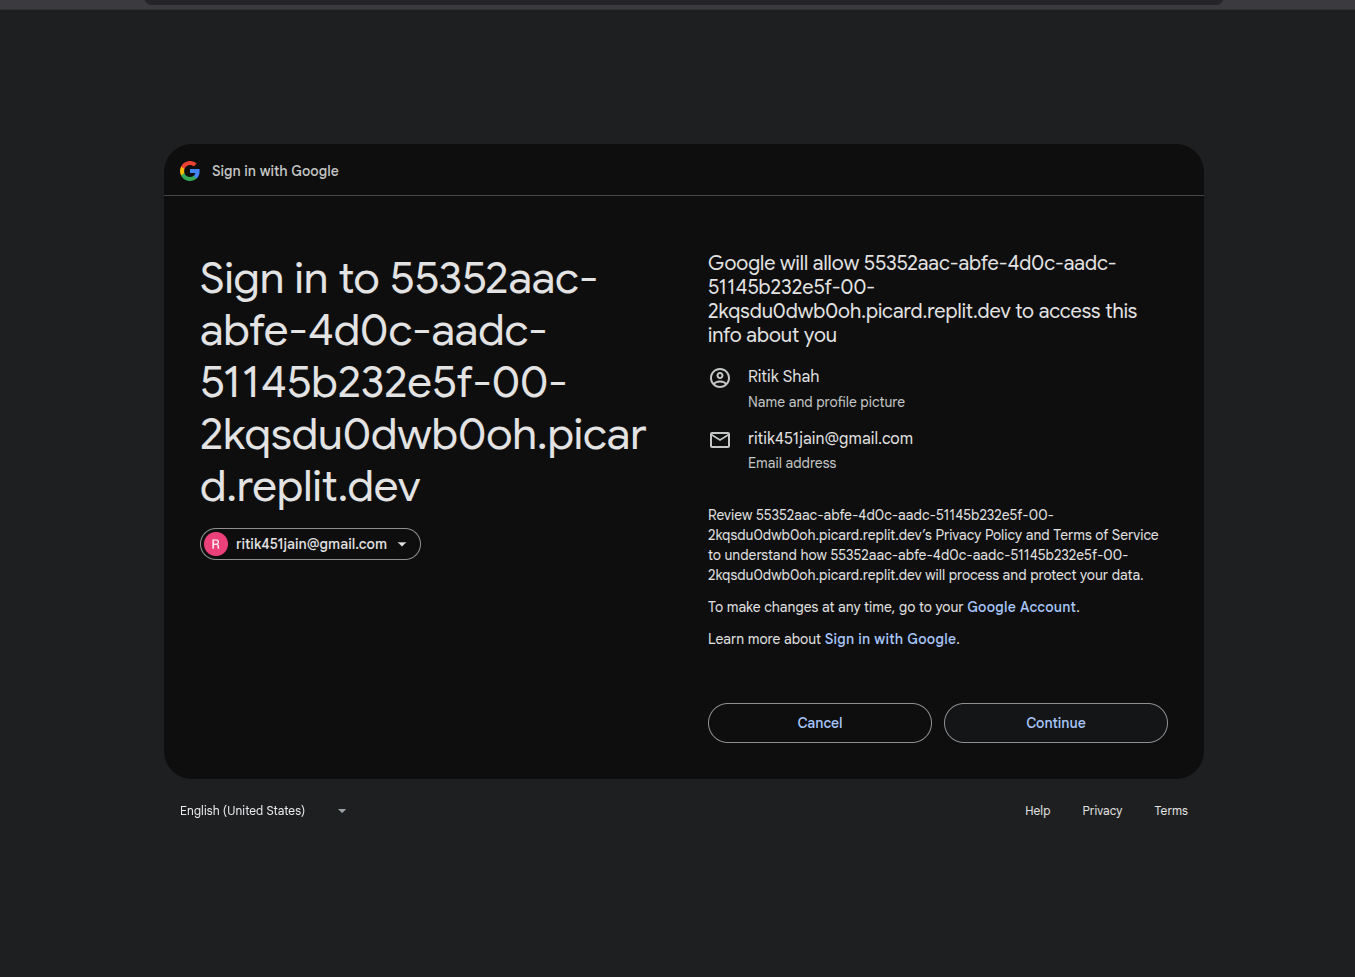 Sign in with Google
Sign in to 55352aac-
abfe-4d0c-aadc-
51145b232e5f-00-
2kqsdu0dwb0oh.picar
d.replit.dev
R ritik451jain@gmail.com
Google will allow 55352aac-abfe-4d0c-aadc-
51145b232e5f-00-
2kqsdu0dwb0oh.picard.replit.dev to access this
info about you
Ritik Shah
Name and profile picture
ritik451jain@gmail.com
Email address
Review 55352aac-abfe-4d0c-aadc-51145b232e5f-00-
2kqsdu0dwb0oh.picard.replit.dev’s Privacy Policy and Terms of Service
to understand how 55352aac-abfe-4d0c-aadc-51145b232e5f-00-
2kqsdu0dwb0oh.picard.replit.dev will process and protect your data.
To make changes at any time, go to your Google Account.
Learn more about Sign in with Google.
Cancel
Continue
English (United States)
Help
Privacy
Terms